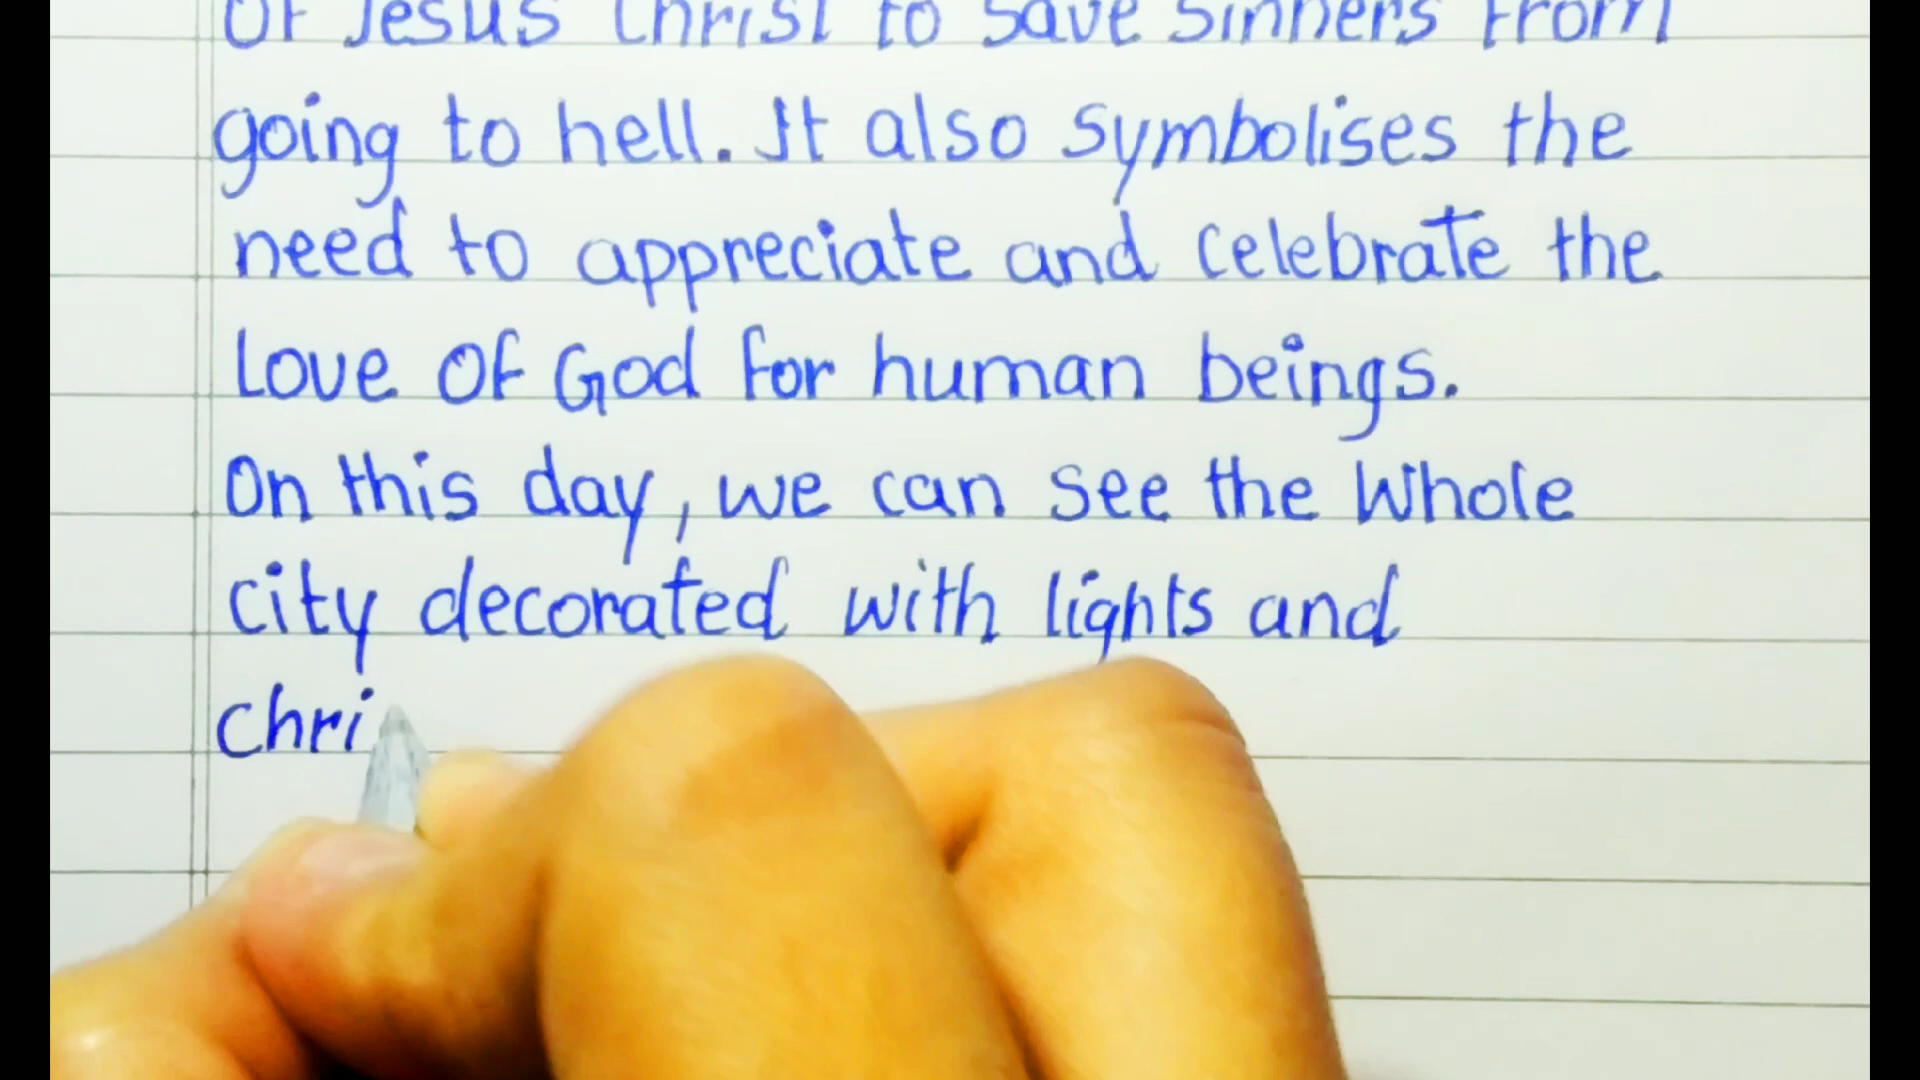 of Jesus Christ to save sinners from
going to hell. It also symbolises the
need to appreciate and celebrate the
Love of God for human beings.
On this day, we can see the whole
city decorated with lights and
chri